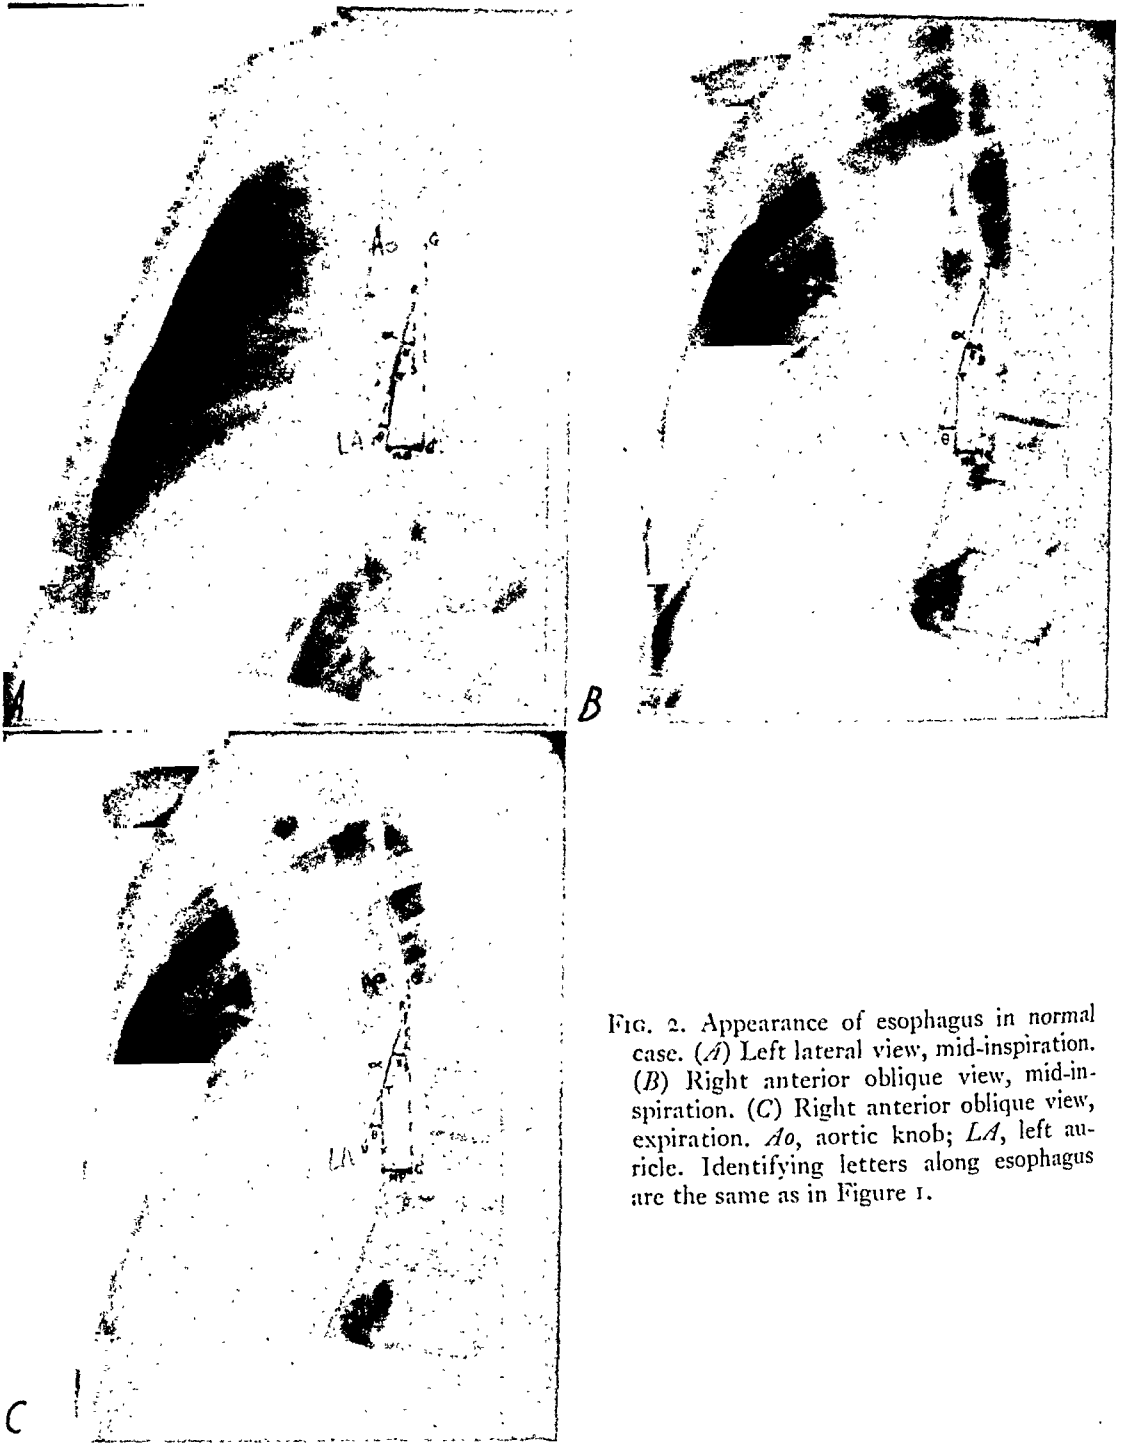 Ao
G
α
LA
θ
A
R
α
T
θ
B
Ao
R
α
T
θ
LA
C
FIG. 2. Appearance of esophagus in normal
case. (A) Left lateral view, mid-inspiration.
(B) Right anterior oblique view, mid-in-
spiration. (C) Right anterior oblique view,
expiration. Ao, aortic knob; LA, left au-
ricle. Identifying letters along esophagus
are the same as in Figure 1.